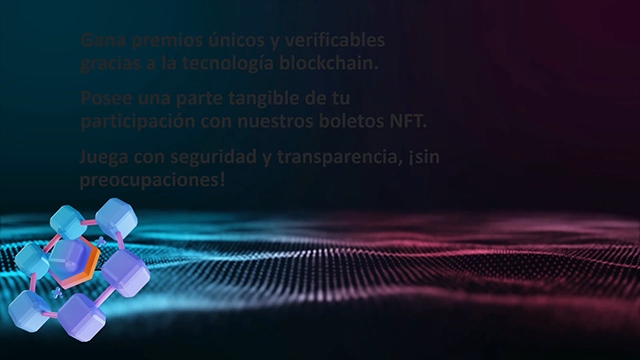 Gana premios únicos y verificables
gracias a la tecnología blockchain.
Posee una parte tangible de tu
participación con nuestros boletos NFT.
Juega con seguridad y transparencia, ¡sin
preocupaciones!